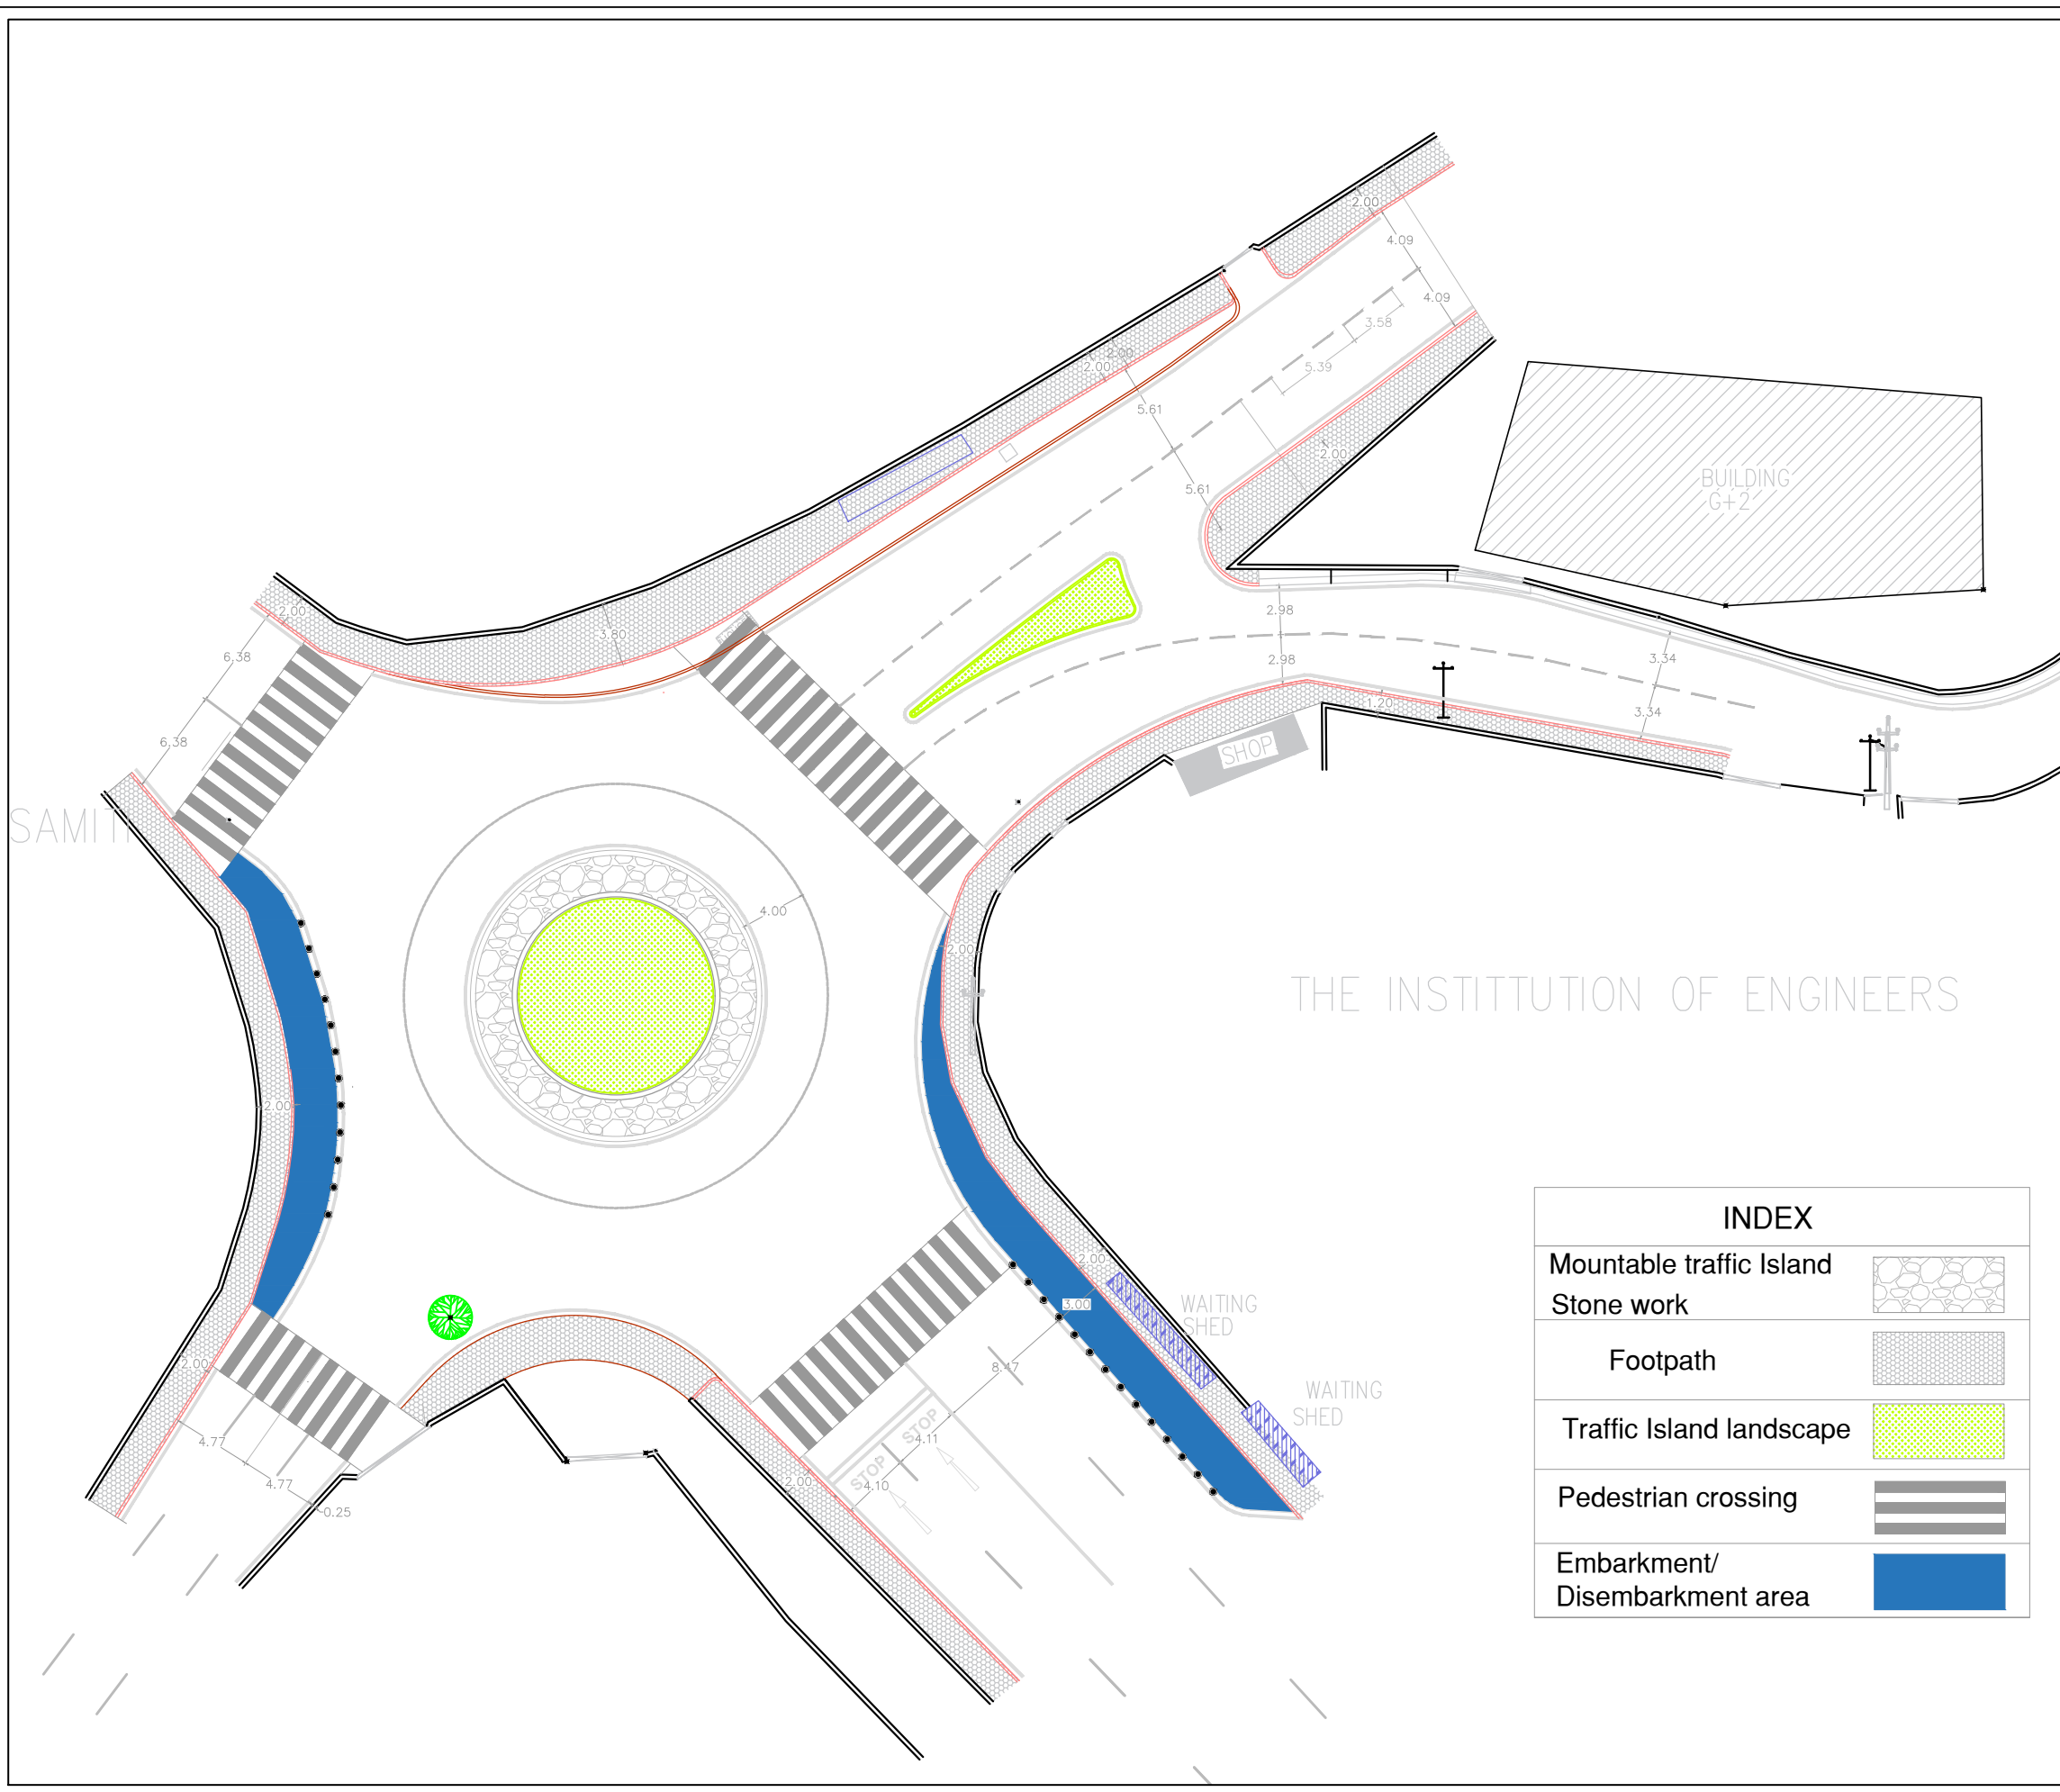 2.00
4.09
4.09
3.58
2.00
2.00
5.39
5.61
2.00
5.61
BUILDING
G+2
2.00
3.80
6.38
2.98
2.98
3.34
3.34
1.20
6.38
SHOP
SAMITI
4.00
2.00
THE INSTITUTION OF ENGINEERS
2.00
2.00
3.00
WAITING
SHED
8.47
2.00
WAITING
SHED
STOP
4.11
STOP
4.10
2.00
4.77
4.77
0.25
INDEX
Mountable traffic Island
Stone work
Footpath
Traffic Island landscape
Pedestrian crossing
Embarkment/
Disembarkment area